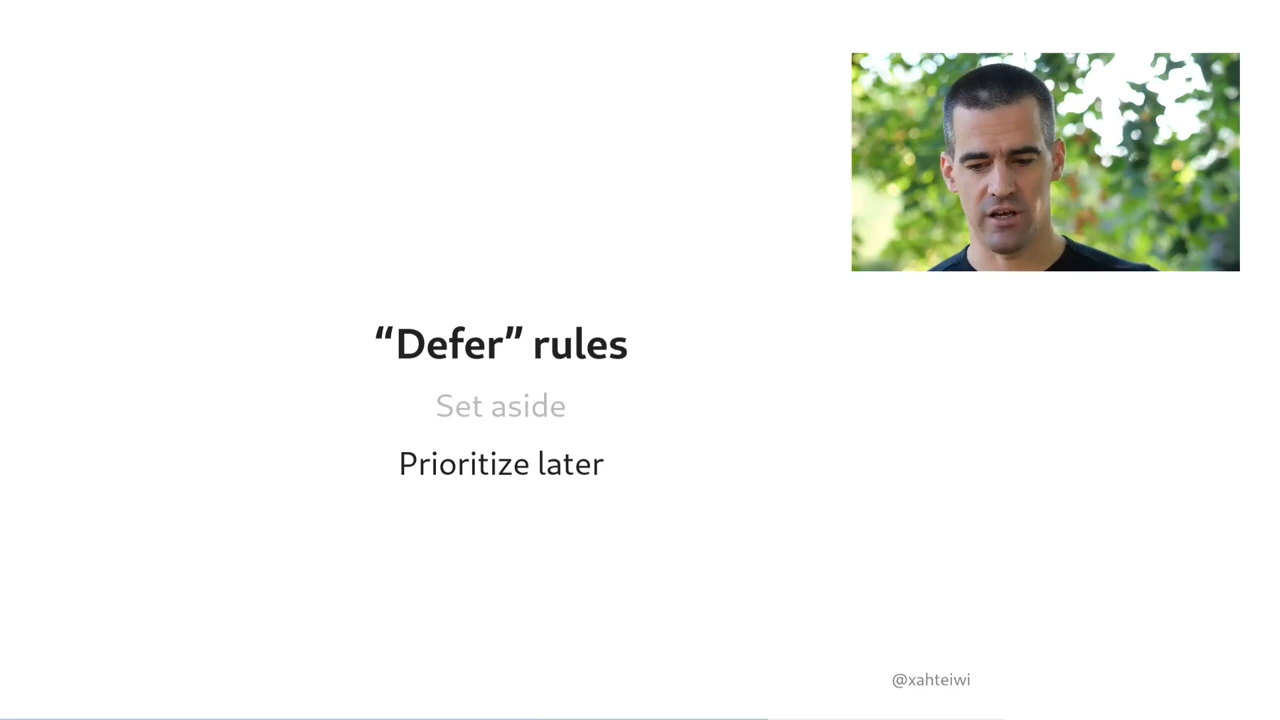 “Defer” rules
Set aside
Prioritize later
@xahteiwi